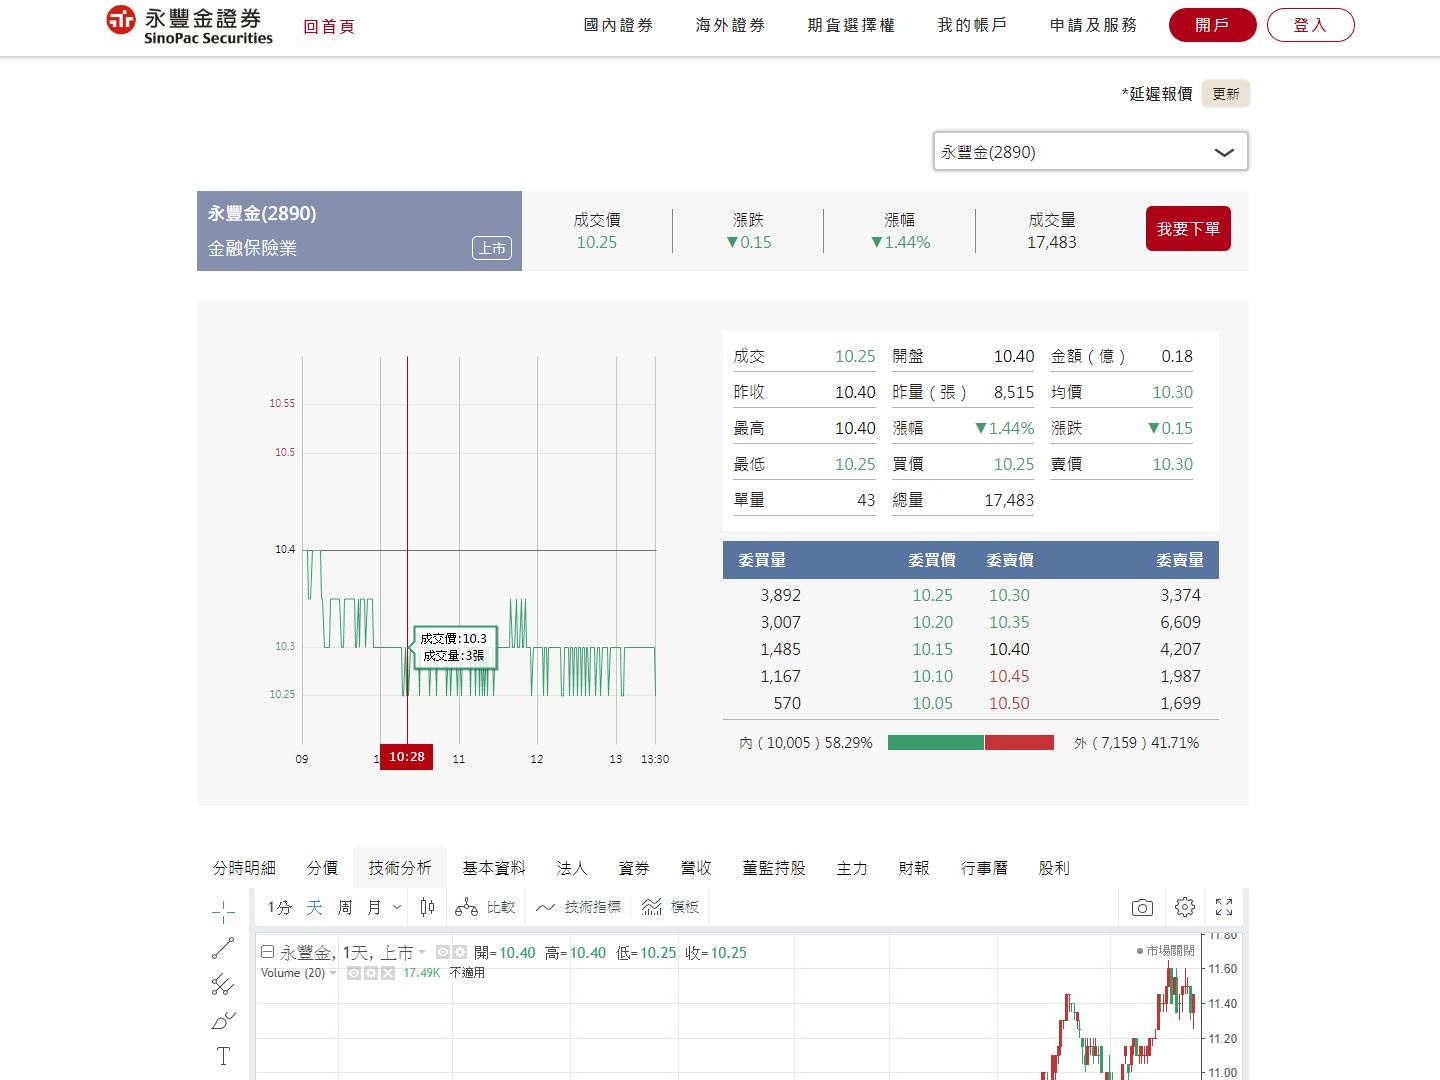 永豐金證券
SinoPac Securities
回首頁
國內證券 海外證券 期貨選擇權 我的帳戶 申請及服務 開戶 登入
*延遲報價 更新
永豐金(2890)
永豐金(2890)
金融保險業 上市
成交價 漲跌 漲幅 成交量
10.25 ▼0.15 ▼1.44% 17,483
我要下單
10.55
10.5
10.4
10.3
10.25
成交價:10.3
成交量:3張
09 1 10:28 11 12 13 13:30
成交 10.25 開盤 10.40 金額(億) 0.18
昨收 10.40 昨量(張) 8,515 均價 10.30
最高 10.40 漲幅 ▼1.44% 漲跌 ▼0.15
最低 10.25 買價 10.25 賣價 10.30
單量 43 總量 17,483
委買量 委買價 委賣價 委賣量
3,892 10.25 10.30 3,374
3,007 10.20 10.35 6,609
1,485 10.15 10.40 4,207
1,167 10.10 10.45 1,987
570 10.05 10.50 1,699
內(10,005)58.29% 外(7,159)41.71%
分時明細 分價 技術分析 基本資料 法人 資券 營收 董監持股 主力 財報 行事曆 股利
1分 天 周 月 比較 技術指標 模板
永豐金, 1天, 上市 開=10.40 高=10.40 低=10.25 收=10.25
市場關閉
Volume (20) 17.49K 不適用
11.80
11.60
11.40
11.20
11.00